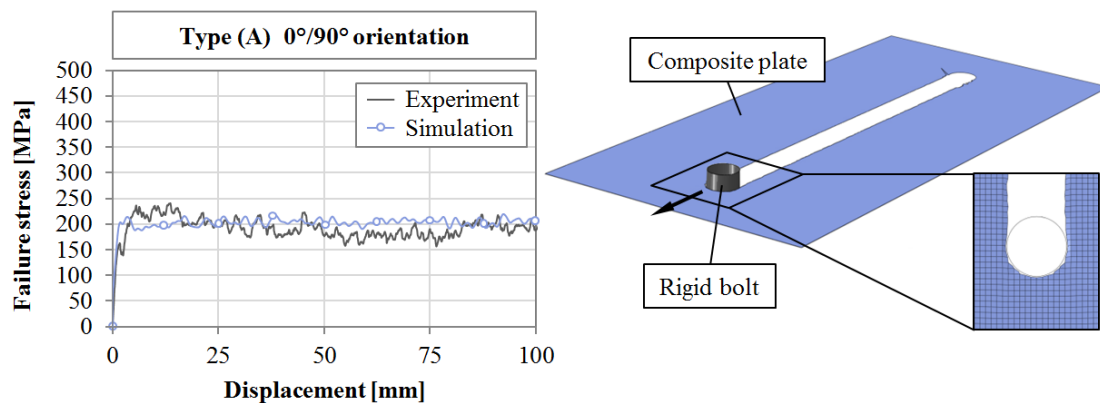 Type (A) 0°/90° orientation
Failure stress [MPa]
500
450
400
350
300
250
200
150
100
50
0
Experiment
Simulation
0
25
50
75
100
Displacement [mm]
Composite plate
Rigid bolt